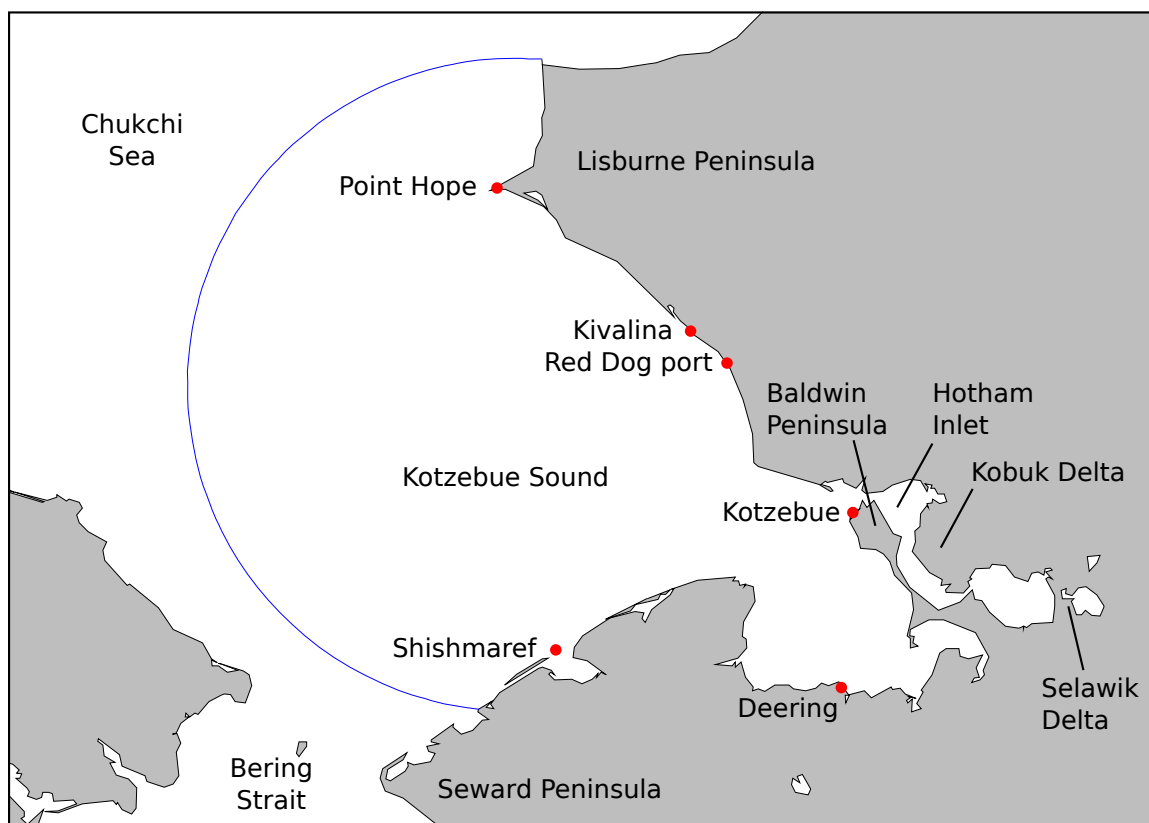 Chukchi
Sea
Lisburne Peninsula
Point Hope
Kivalina
Red Dog port
Baldwin
Peninsula
Hotham
Inlet
Kobuk Delta
Kotzebue Sound
Kotzebue
Shishmaref
Deering
Selawik
Delta
Bering
Strait
Seward Peninsula